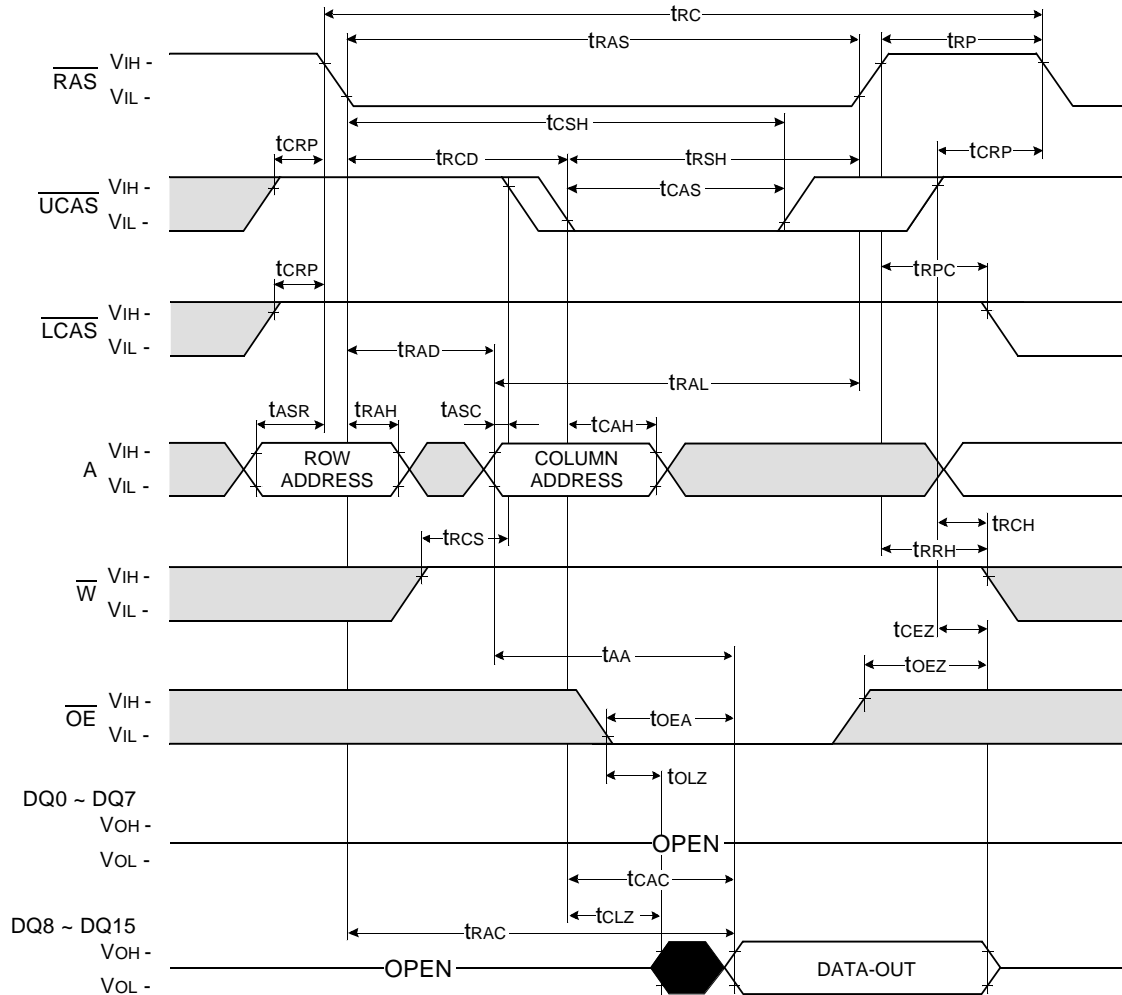 tRC
tRAS
tRP
RAS
VIH -
VIL -
tCSH
tCRP
tRCD
tRSH
tCRP
UCAS
VIH -
VIL -
tCAS
tCRP
tRPC
LCAS
VIH -
VIL -
tRAD
tRAL
tASR
tRAH
tASC
tCAH
A
VIH -
VIL -
ROW
ADDRESS
COLUMN
ADDRESS
tRCS
tRCH
tRRH
W
VIH -
VIL -
tCEZ
tAA
tOEZ
OE
VIH -
VIL -
tOEA
tOLZ
DQ0 ~ DQ7
VOH -
VOL -
OPEN
tCAC
tCLZ
tRAC
DQ8 ~ DQ15
VOH -
VOL -
OPEN
DATA-OUT